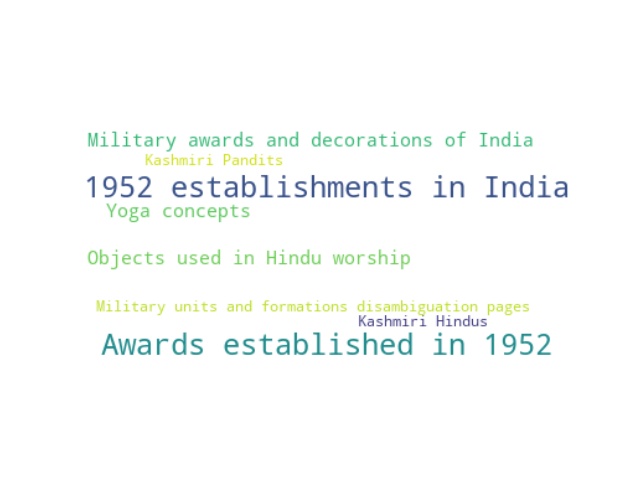 Military awards and decorations of India
Kashmiri Pandits
1952 establishments in India
Yoga concepts
Objects used in Hindu worship
Military units and formations disambiguation pages
Kashmiri Hindus
Awards established in 1952